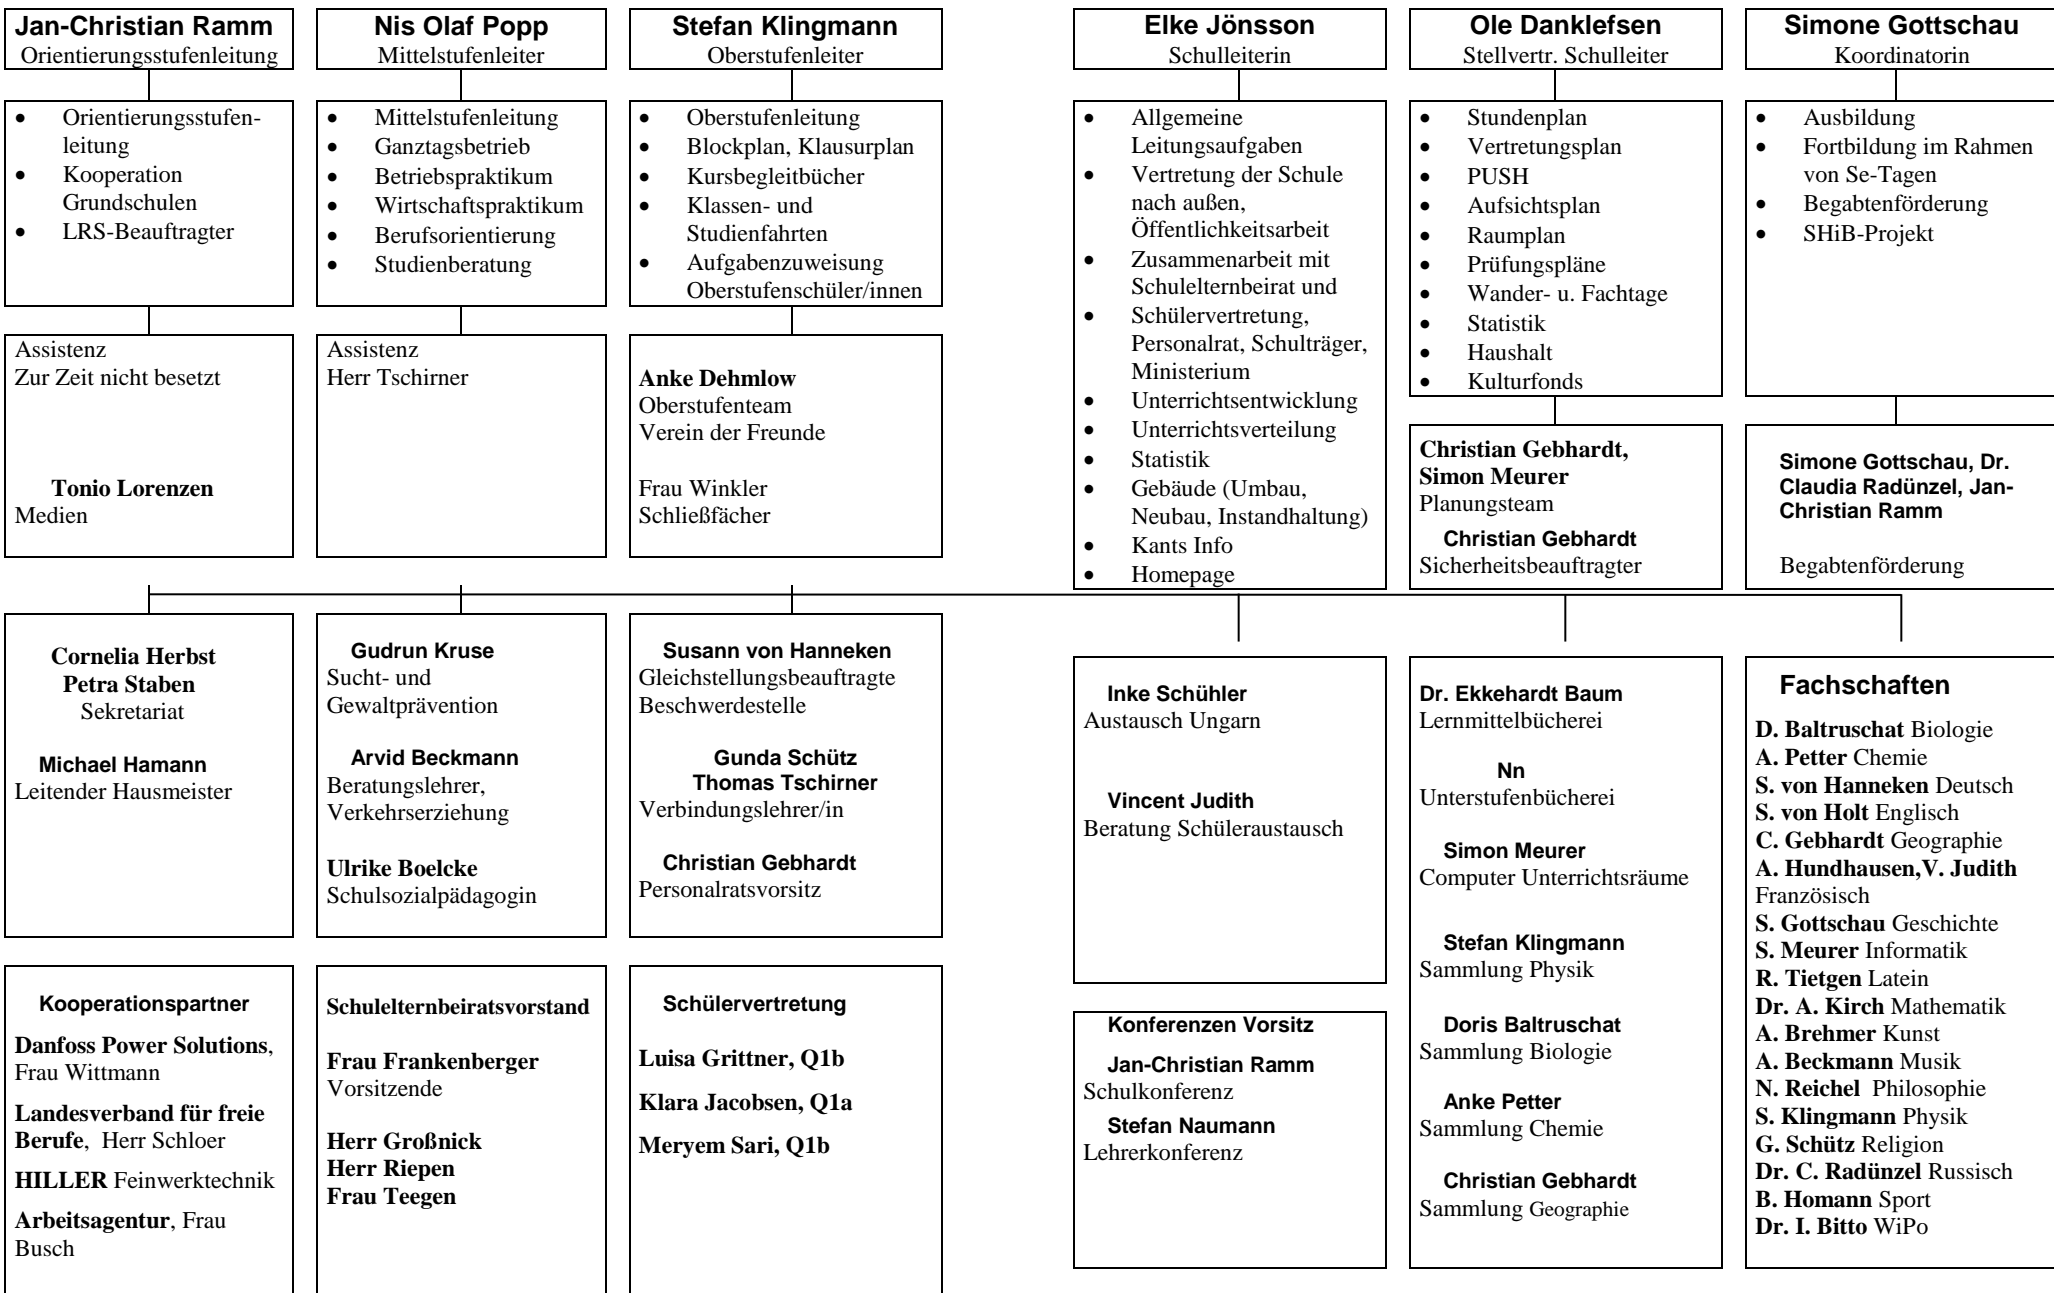 Jan-Christian Ramm
Orientierungsstufenleitung
• Orientierungsstufen-
leitung
• Kooperation
Grundschulen
• LRS-Beauftragter
Assistenz
Zur Zeit nicht besetzt
Tonio Lorenzen
Medien
Nis Olaf Popp
Mittelstufenleiter
• Mittelstufenleitung
• Ganztagsbetrieb
• Betriebspraktikum
• Wirtschaftspraktikum
• Berufsorientierung
• Studienberatung
Assistenz
Herr Tschirner
Stefan Klingmann
Oberstufenleiter
• Oberstufenleitung
• Blockplan, Klausurplan
• Kursbegleitbücher
• Klassen- und
Studienfahrten
• Aufgabenzuweisung
Oberstufenschüler/innen
Anke Dehmlow
Oberstufenteam
Verein der Freunde
Frau Winkler
Schließfächer
Elke Jönsson
Schulleiterin
• Allgemeine
Leitungsaufgaben
• Vertretung der Schule
nach außen,
Öffentlichkeitsarbeit
• Zusammenarbeit mit
Schulelternbeirat und
• Schülervertretung,
Personalrat, Schulträger,
Ministerium
• Unterrichtsentwicklung
• Unterrichtsverteilung
• Statistik
• Gebäude (Umbau,
Neubau, Instandhaltung)
• Kants Info
• Homepage
Ole Danklefsen
Stellvertr. Schulleiter
• Stundenplan
• Vertretungsplan
• PUSH
• Aufsichtsplan
• Raumplan
• Prüfungspläne
• Wander- u. Fachtage
• Statistik
• Haushalt
• Kulturfonds
Christian Gebhardt,
Simon Meurer
Planungsteam
Christian Gebhardt
Sicherheitsbeauftragter
Simone Gottschau
Koordinatorin
• Ausbildung
• Fortbildung im Rahmen
von Se-Tagen
• Begabtenförderung
• SHiB-Projekt
Simone Gottschau, Dr.
Claudia Radünzel, Jan-
Christian Ramm
Begabtenförderung
Cornelia Herbst
Petra Staben
Sekretariat
Michael Hamann
Leitender Hausmeister
Gudrun Kruse
Sucht- und
Gewaltprävention
Arvid Beckmann
Beratungslehrer,
Verkehrserziehung
Ulrike Boelcke
Schulsozialpädagogin
Susann von Hanneken
Gleichstellungsbeauftragte
Beschwerdestelle
Gunda Schütz
Thomas Tschirner
Verbindungslehrer/in
Christian Gebhardt
Personalratsvorsitz
Inke Schühler
Austausch Ungarn
Vincent Judith
Beratung Schüleraustausch
Dr. Ekkehardt Baum
Lernmittelbücherei
Nn
Unterstufenbücherei
Simon Meurer
Computer Unterrichtsräume
Stefan Klingmann
Sammlung Physik
Doris Baltruschat
Sammlung Biologie
Anke Petter
Sammlung Chemie
Christian Gebhardt
Sammlung Geographie
Fachschaften
D. Baltruschat Biologie
A. Petter Chemie
S. von Hanneken Deutsch
S. von Holt Englisch
C. Gebhardt Geographie
A. Hundhausen,V. Judith
Französisch
S. Gottschau Geschichte
S. Meurer Informatik
R. Tietgen Latein
Dr. A. Kirch Mathematik
A. Brehmer Kunst
A. Beckmann Musik
N. Reichel Philosophie
S. Klingmann Physik
G. Schütz Religion
Dr. C. Radünzel Russisch
B. Homann Sport
Dr. I. Bitto WiPo
Kooperationspartner
Danfoss Power Solutions,
Frau Wittmann
Landesverband für freie
Berufe, Herr Schloer
HILLER Feinwerktechnik
Arbeitsagentur, Frau
Busch
Schulelternbeiratsvorstand
Frau Frankenberger
Vorsitzende
Herr Großnick
Herr Riepen
Frau Teegen
Schülervertretung
Luisa Grittner, Q1b
Klara Jacobsen, Q1a
Meryem Sari, Q1b
Konferenzen Vorsitz
Jan-Christian Ramm
Schulkonferenz
Stefan Naumann
Lehrerkonferenz